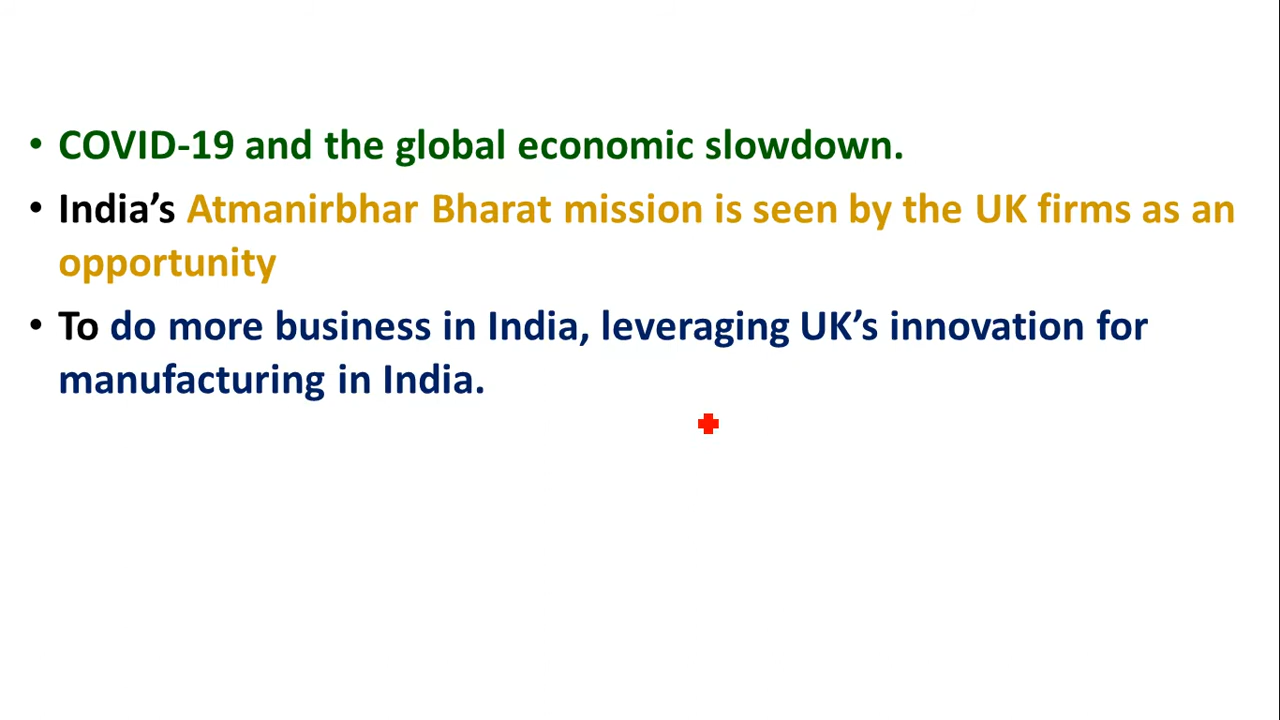 • COVID-19 and the global economic slowdown.
• India’s Atmanirbhar Bharat mission is seen by the UK firms as an
opportunity
• To do more business in India, leveraging UK’s innovation for
manufacturing in India.